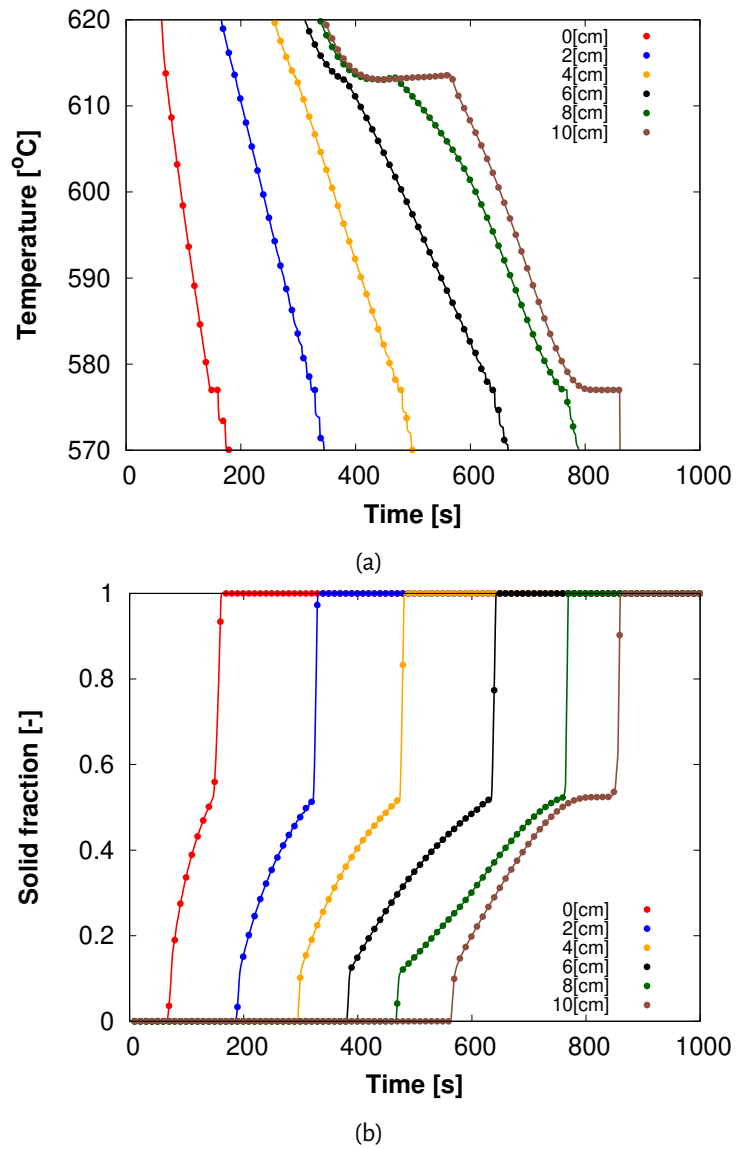 620
610
600
590
580
570
Temperature [°C]
0[cm]
2[cm]
4[cm]
6[cm]
8[cm]
10[cm]
0 200 400 600 800 1000
Time [s]
(a)
1
0.8
0.6
0.4
0.2
0
Solid fraction [-]
0[cm]
2[cm]
4[cm]
6[cm]
8[cm]
10[cm]
0 200 400 600 800 1000
Time [s]
(b)